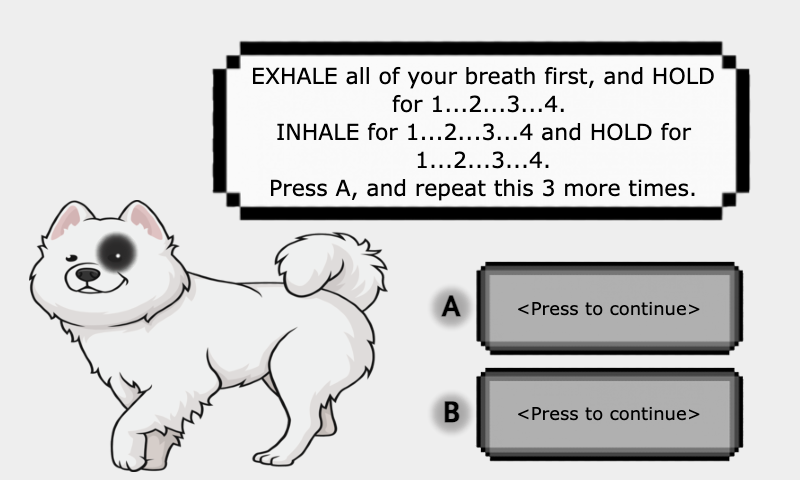 EXHALE all of your breath first, and HOLD
for 1...2...3...4.
INHALE for 1...2...3...4 and HOLD for
1...2...3...4.
Press A, and repeat this 3 more times.
A
<Press to continue>
B
<Press to continue>